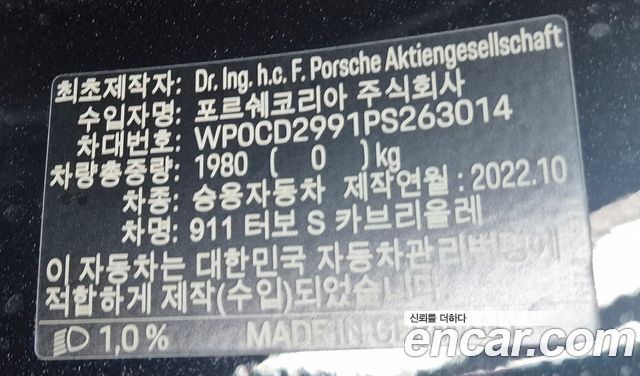 최초제작자: Dr. Ing. h.c. F. Porsche Aktiengesellschaft
수입자명: 포르쉐코리아 주식회사
차대번호: WP0CD2991PS263014
차량총중량: 1980 ( 0 )kg
차종: 승용자동차 제작연월 : 2022.10
차명: 911 터보 S 카브리올레
이 자동차는 대한민국 자동차관리법령에
적합하게 제작(수입)되었습니다
1,0 % MADE IN
신뢰를 더하다
encar.com